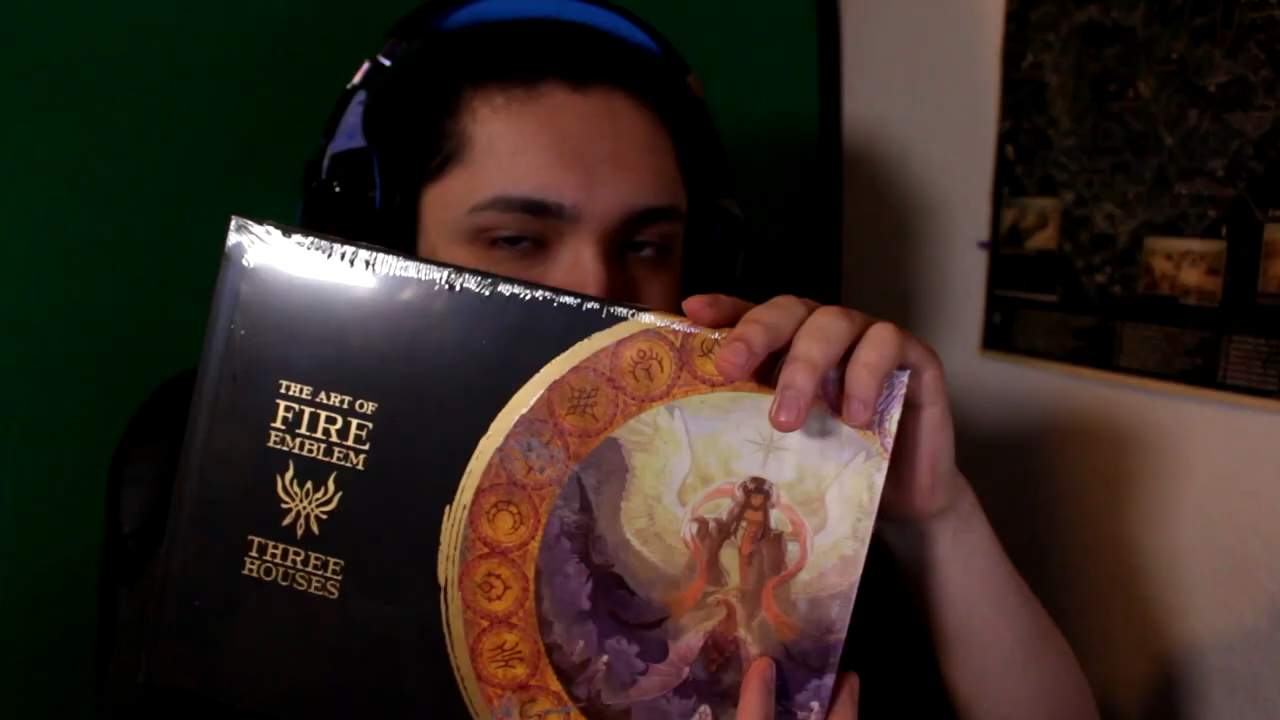 THE ART OF
FIRE
EMBLEM
THREE
HOUSES